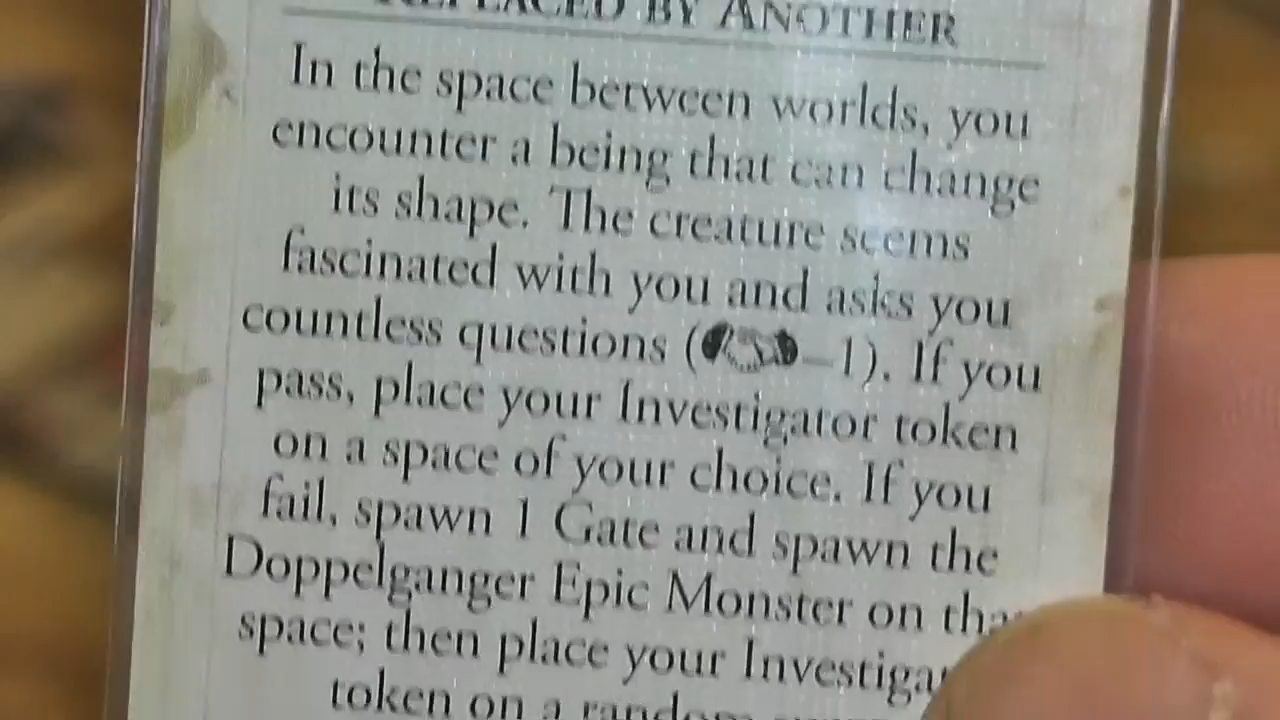 REPLACED BY ANOTHER
In the space between worlds, you
encounter a being that can change
its shape. The creature seems
fascinated with you and asks you
countless questions ( –1). If you
pass, place your Investigator token
on a space of your choice. If you
fail, spawn 1 Gate and spawn the
Doppelganger Epic Monster on
space; then place your
token on a random